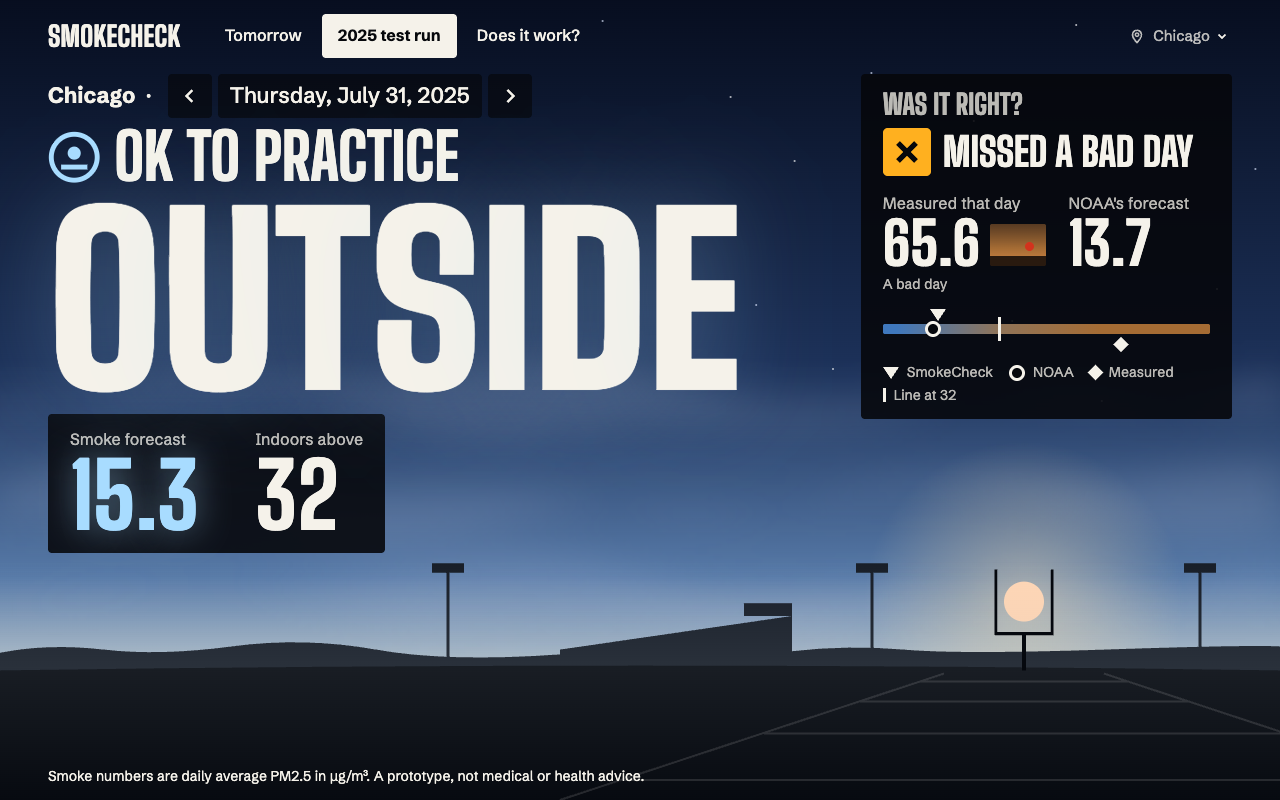 SMOKECHECK
Tomorrow
2025 test run
Does it work?
Chicago
Chicago ·
Thursday, July 31, 2025
OK TO PRACTICE
OUTSIDE
Smoke forecast
15.3
Indoors above
32
WAS IT RIGHT?
MISSED A BAD DAY
Measured that day
65.6
A bad day
NOAA's forecast
13.7
SmokeCheck
NOAA
Measured
Line at 32
Smoke numbers are daily average PM2.5 in µg/m³. A prototype, not medical or health advice.